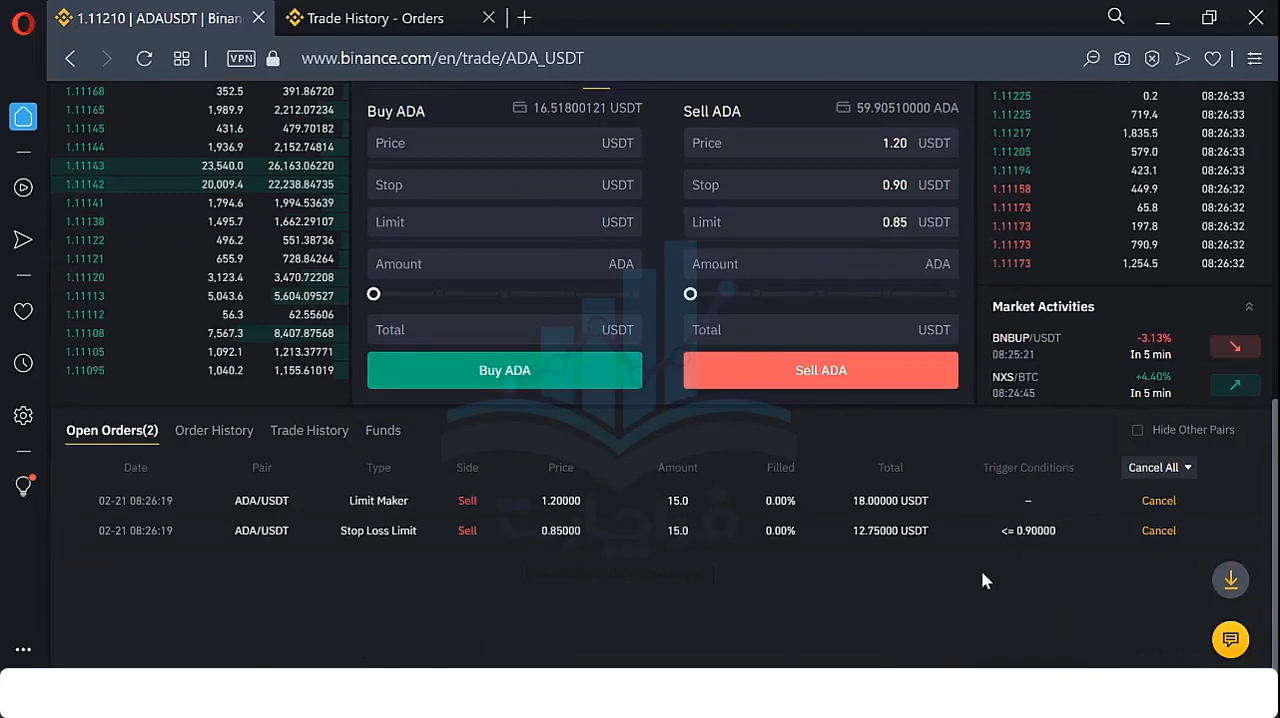 1.11210 | ADAUSDT | Binan
Trade History - Orders
VPN
www.binance.com/en/trade/ADA_USDT
1.11168 352.5 391.86720
1.11165 1,989.9 2,212.07234
1.11145 431.6 479.70182
1.11144 1,936.9 2,152.74814
1.11143 23,540.0 26,163.06220
1.11142 20,009.4 22,238.84735
1.11141 1,794.6 1,994.53639
1.11138 1,495.7 1,662.29107
1.11122 496.2 551.38736
1.11121 655.9 728.84264
1.11120 3,123.4 3,470.72208
1.11113 5,043.6 5,604.09527
1.11112 56.3 62.55606
1.11108 7,567.3 8,407.87568
1.11105 1,092.1 1,213.37771
1.11095 1,040.2 1,155.61019
Buy ADA 16.51800121 USDT
Price USDT
Stop USDT
Limit USDT
Amount ADA
Total USDT
Buy ADA
Sell ADA 59.90510000 ADA
Price 1.20 USDT
Stop 0.90 USDT
Limit 0.85 USDT
Amount ADA
Total USDT
Sell ADA
1.11225 0.2 08:26:33
1.11225 719.4 08:26:33
1.11217 1,835.5 08:26:33
1.11205 579.0 08:26:33
1.11194 423.1 08:26:33
1.11158 449.9 08:26:32
1.11173 65.8 08:26:32
1.11173 197.8 08:26:32
1.11173 790.9 08:26:32
1.11173 1,254.5 08:26:32
Market Activities
BNBUP/USDT -3.13%
08:25:21 In 5 min
NXS/BTC +4.40%
08:24:45 In 5 min
Open Orders(2) Order History Trade History Funds Hide Other Pairs
Date Pair Type Side Price Amount Filled Total Trigger Conditions Cancel All
02-21 08:26:19 ADA/USDT Limit Maker Sell 1.20000 15.0 0.00% 18.00000 USDT – Cancel
02-21 08:26:19 ADA/USDT Stop Loss Limit Sell 0.85000 15.0 0.00% 12.75000 USDT <= 0.90000 Cancel
فراچارت